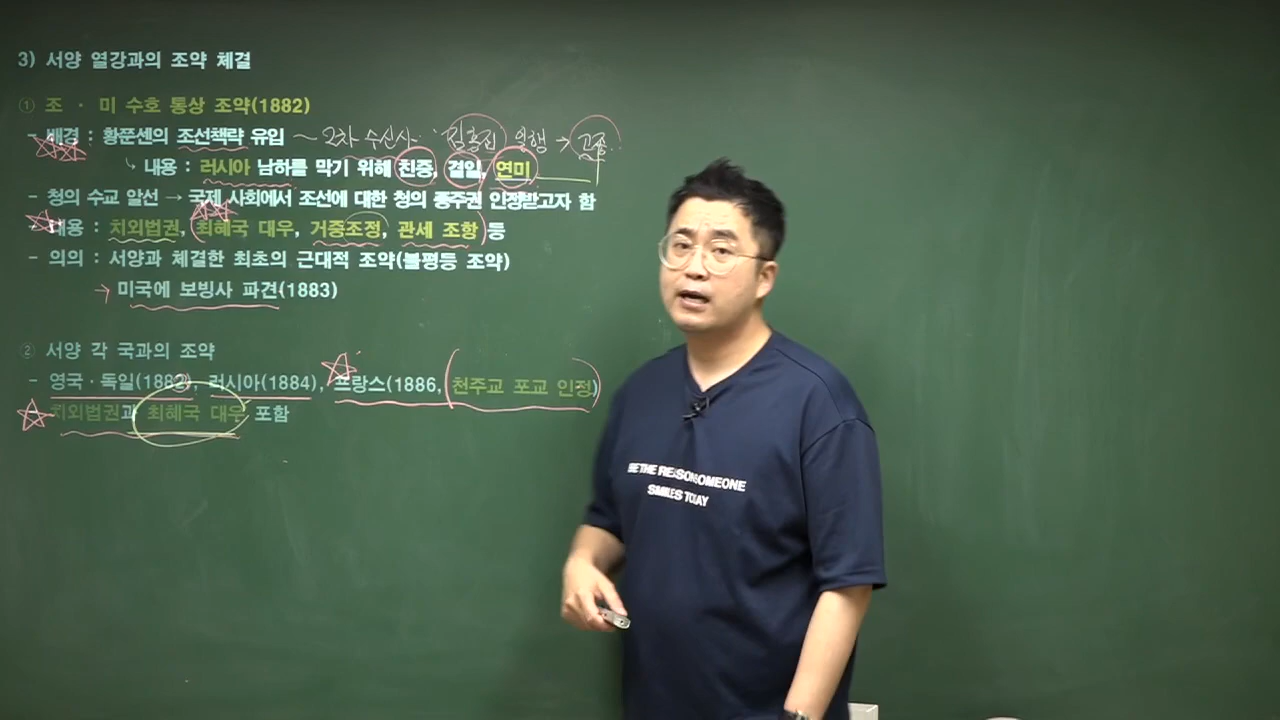 3) 서양 열강과의 조약 체결
① 조 · 미 수호 통상 조약(1882)
- 배경 : 황쭌센의 조선책략 유입 ~ 2차 수신사 김홍집 일행 → 고종
내용 : 러시아 남하를 막기 위해 친중, 결일, 연미
- 청의 수교 알선 → 국제 사회에서 조선에 대한 청의 종주권 인정받고자 함
내용 : 치외법권, 최혜국 대우, 거중조정, 관세 조항 등
- 의의 : 서양과 체결한 최초의 근대적 조약(불평등 조약)
→ 미국에 보빙사 파견(1883)
② 서양 각 국과의 조약
- 영국·독일(1882), 러시아(1884), 프랑스(1886, 천주교 포교 인정)
치외법권과 최혜국 대우 포함
BE THE REASON SOMEONE
SMILES TODAY